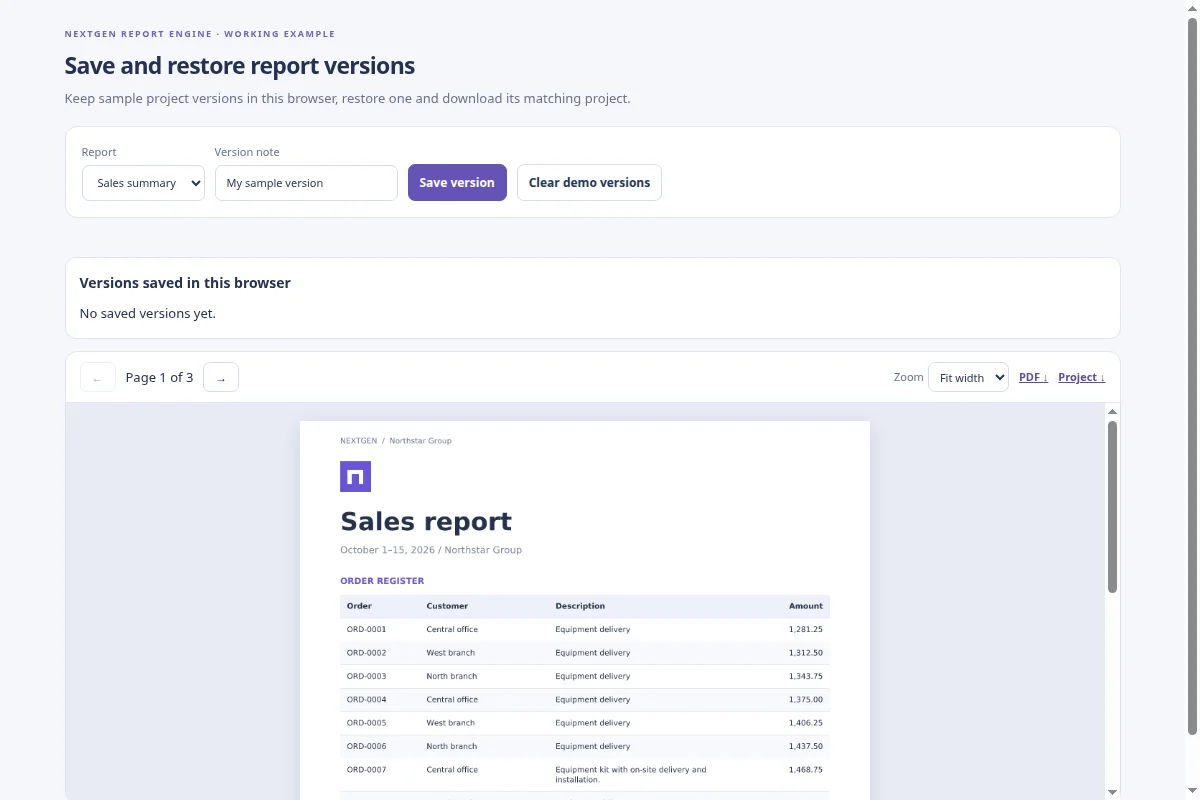 NEXTGEN REPORT ENGINE · WORKING EXAMPLE
Save and restore report versions
Keep sample project versions in this browser, restore one and download its matching project.
Report
Version note
Sales summary
My sample version
Save version
Clear demo versions
Versions saved in this browser
No saved versions yet.
← Page 1 of 3 →
Zoom Fit width PDF ↓ Project ↓
NEXTGEN / Northstar Group
Sales report
October 1–15, 2026 / Northstar Group
ORDER REGISTER
Order Customer Description Amount
ORD-0001 Central office Equipment delivery 1,281.25
ORD-0002 West branch Equipment delivery 1,312.50
ORD-0003 North branch Equipment delivery 1,343.75
ORD-0004 Central office Equipment delivery 1,375.00
ORD-0005 West branch Equipment delivery 1,406.25
ORD-0006 North branch Equipment delivery 1,437.50
ORD-0007 Central office Equipment kit with on-site delivery and 1,468.75
installation.